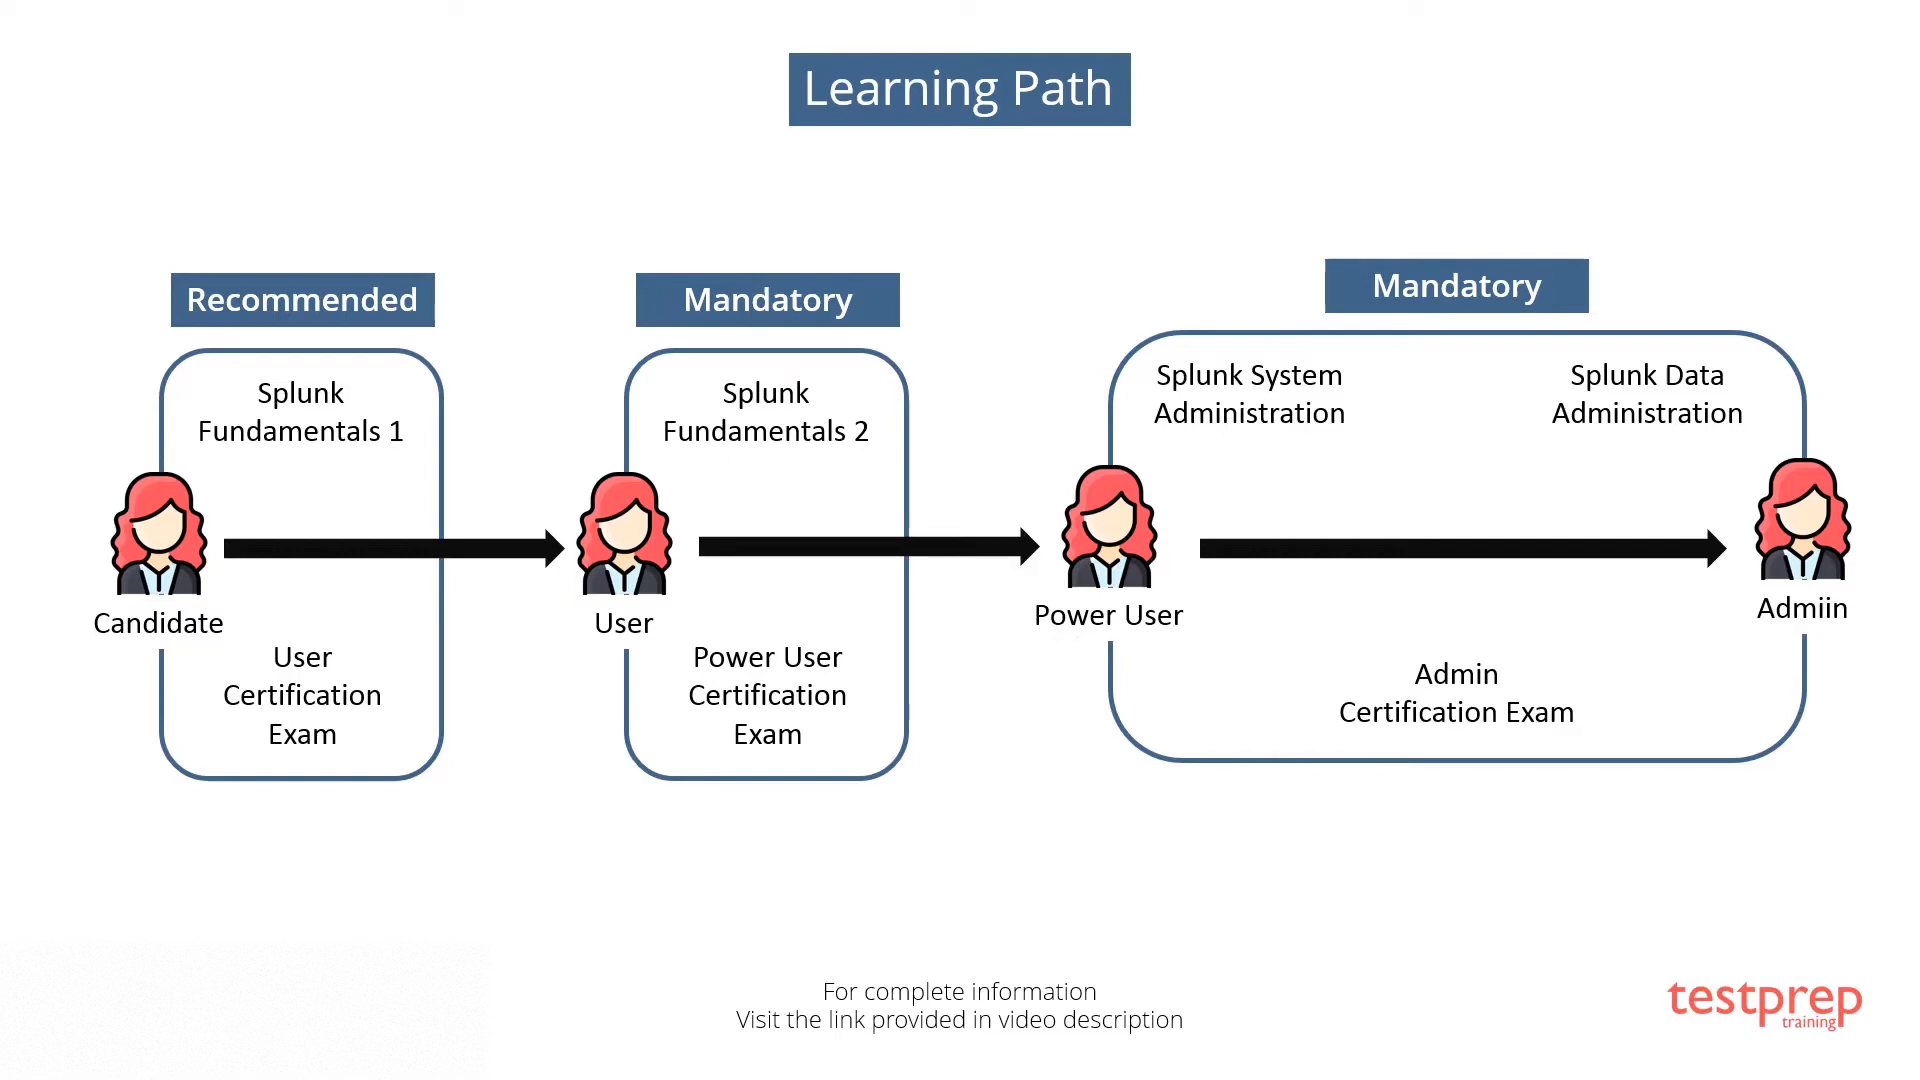 Learning Path
Recommended
Splunk
Fundamentals 1
Candidate
User
Certification
Exam
Mandatory
Splunk
Fundamentals 2
User
Power User
Certification
Exam
Mandatory
Splunk System
Administration
Splunk Data
Administration
Power User
Admiin
Admin
Certification Exam
For complete information
Visit the link provided in video description
testprep
training